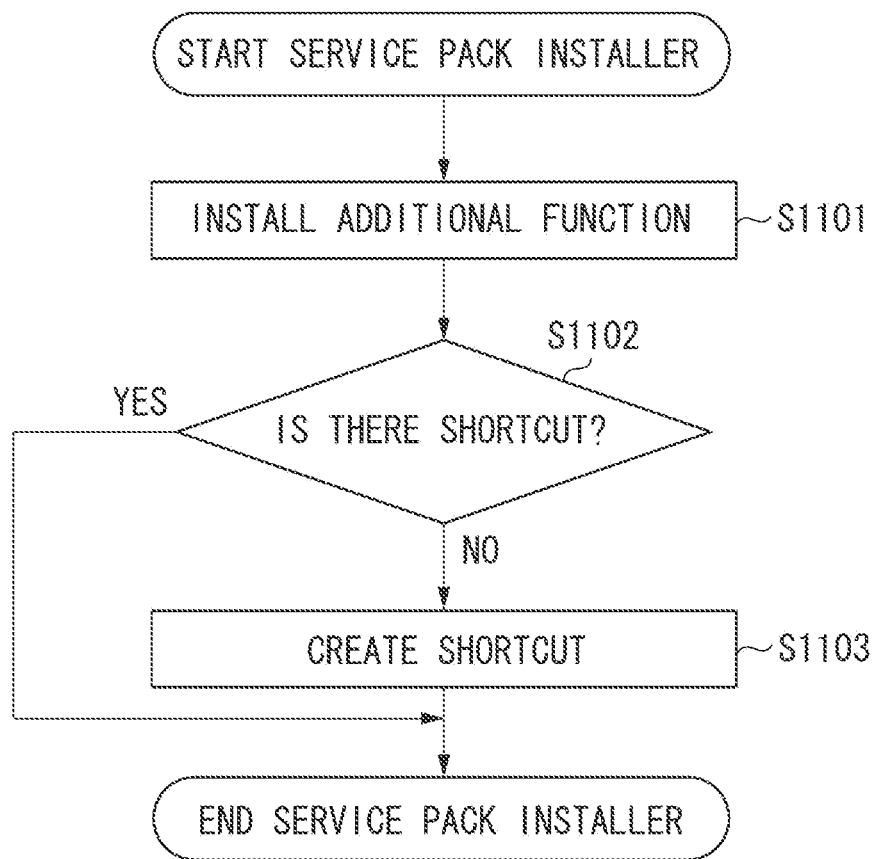 START SERVICE PACK INSTALLER
INSTALL ADDITIONAL FUNCTION
S1101
S1102
YES
IS THERE SHORTCUT?
NO
CREATE SHORTCUT
S1103
END SERVICE PACK INSTALLER